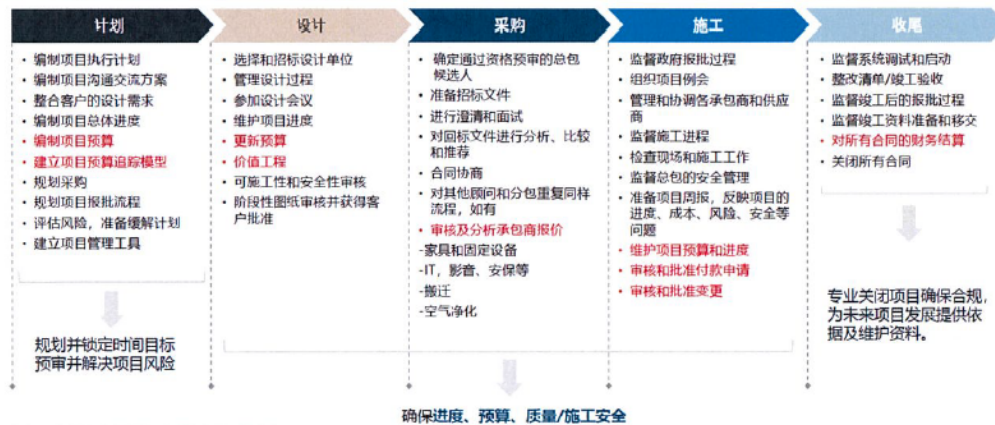 计划
编制项目执行计划
编制项目沟通交流方案
整合客户的设计需求
编制项目总体进度
编制项目预算
建立项目预算追踪模型
规划采购
规划项目报批流程
评估风险，准备缓解计划
建立项目管理工具
规划并锁定时间目标
预审并解决项目风险
设计
选择和招标设计单位
管理设计过程
参加设计会议
维护项目进度
更新预算
价值工程
可施工性和安全性审核
阶段性图纸审核并获得客
户批准
采购
确定通过资格预审的总包
候选人
准备招标文件
进行澄清和面试
对回标文件进行分析、比较
和推荐
合同协商
对其他顾问和分包重复同样
流程，如有
审核及分析承包商报价
-家具和固定设备
-IT，影音、安保等
-搬迁
-空气净化
施工
监督政府报批过程
组织项目例会
管理和协调各承包商和供应
商
监督施工进程
检查现场和施工工作
监督总包的安全管理
准备项目周报，反映项目的
进度、成本、风险、安全等
问题
维护项目预算和进度
审核和批准付款申请
审核和批准变更
收尾
监督系统调试和启动
整改清单/竣工验收
监督竣工后的报批过程
监督竣工资料准备和移交
对所有合同的财务结算
关闭所有合同
专业关闭项目确保合规，
为未来项目发展提供依
据及维护资料。
确保进度、预算、质量/施工安全